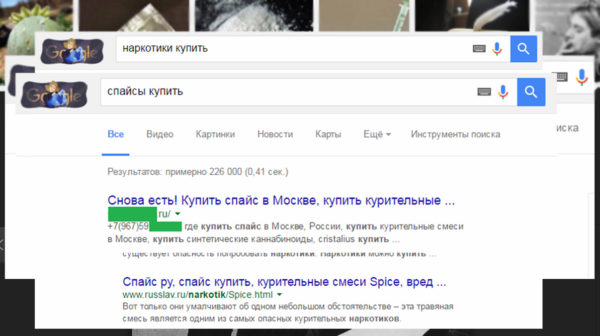 Google
наркотики купить
Google
спайсы купить
Все Видео Картинки Новости Карты Ещё Инструменты поиска
иска
Результатов: примерно 226 000 (0,41 сек.)
Снова есть! Купить спайс в Москве, купить курительные ...
.ru/
+7(967)59 где купить спайс в Москве, России, купить курительные смеси
в Москве, купить синтетические каннабиноиды, cristalius купить ...
существует опасность попробовать наркотики. Наркотики можно купить ...
Спайс ру, спайс купить, курительные смеси Spice, вред ...
www.russlav.ru/narkotik/Spice.html
Вот только они умалчивают об одном небольшом обстоятельстве – эта травяная
смесь является одним из самых опасных курительных наркотиков.